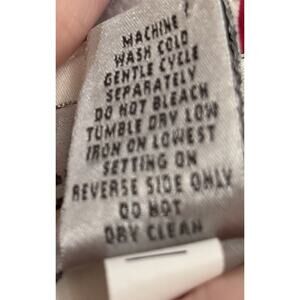 MACHINE
WASH COLD
GENTLE CYCLE
SEPARATELY
DO NOT BLEACH
TUMBLE DRY LOW
IRON ON LOWEST
SETTING ON
REVERSE SIDE ONLY
DO NOT
DRY CLEAN